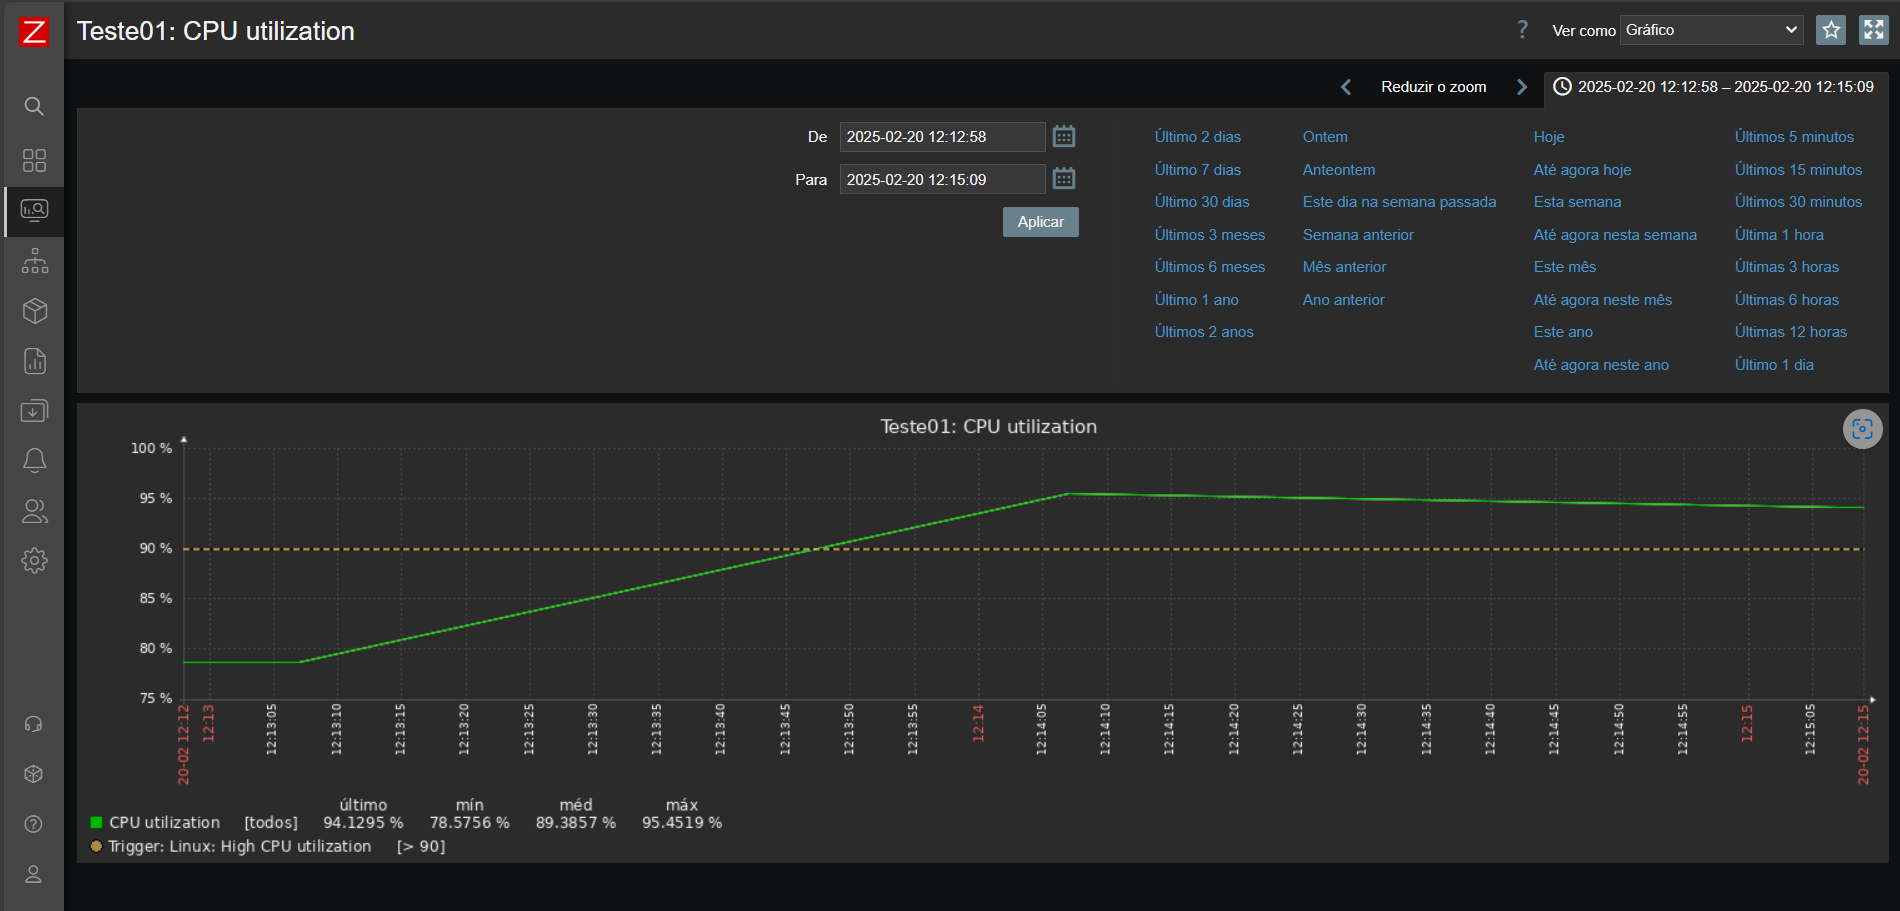 Z
Teste01: CPU utilization
? Ver como Gráfico
Reduzir o zoom
2025-02-20 12:12:58 – 2025-02-20 12:15:09
De 2025-02-20 12:12:58
Para 2025-02-20 12:15:09
Aplicar
Último 2 dias Ontem Hoje Últimos 5 minutos
Último 7 dias Anteontem Até agora hoje Últimos 15 minutos
Último 30 dias Este dia na semana passada Esta semana Últimos 30 minutos
Últimos 3 meses Semana anterior Até agora nesta semana Última 1 hora
Últimos 6 meses Mês anterior Este mês Últimas 3 horas
Último 1 ano Ano anterior Até agora neste mês Últimas 6 horas
Últimos 2 anos Este ano Últimas 12 horas
Até agora neste ano Último 1 dia
Teste01: CPU utilization
100 %
95 %
90 %
85 %
80 %
75 %
20-02 12:12 12:13 12:13:05 12:13:10 12:13:15 12:13:20 12:13:25 12:13:30 12:13:35 12:13:40 12:13:45 12:13:50 12:13:55 12:14 12:14:05 12:14:10 12:14:15 12:14:20 12:14:25 12:14:30 12:14:35 12:14:40 12:14:45 12:14:50 12:14:55 12:15 12:15:05 20-02 12:15
último mín méd máx
CPU utilization [todos] 94.1295 % 78.5756 % 89.3857 % 95.4519 %
Trigger: Linux: High CPU utilization [> 90]